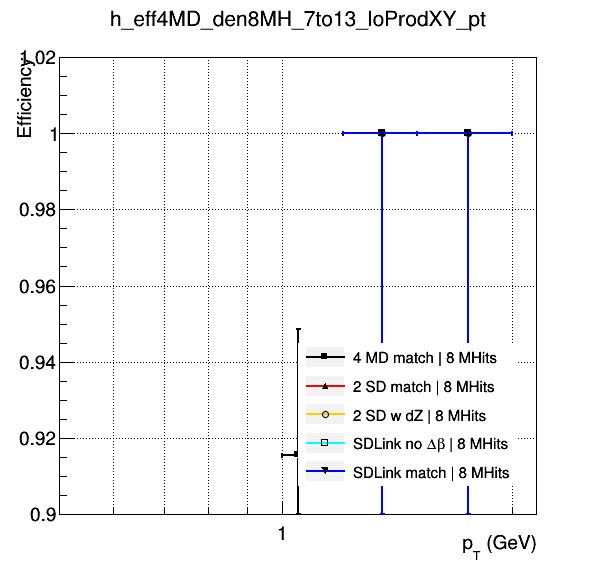 h_eff4MD_den8MH_7to13_loProdXY_pt
Efficiency
1.02
1
0.98
0.96
0.94
0.92
0.9
4 MD match | 8 MHits
2 SD match | 8 MHits
2 SD w dZ | 8 MHits
SDLink no Δβ | 8 MHits
SDLink match | 8 MHits
1
p_T (GeV)